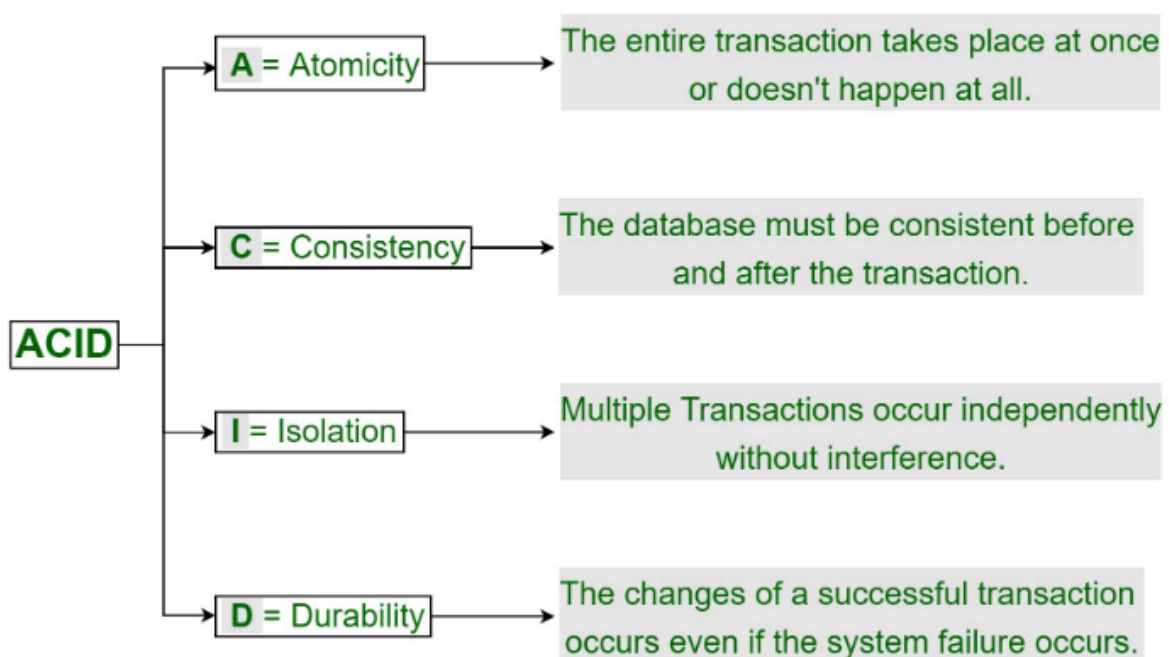 A = Atomicity
The entire transaction takes place at once
or doesn't happen at all.
C = Consistency
The database must be consistent before
and after the transaction.
ACID
I = Isolation
Multiple Transactions occur independently
without interference.
D = Durability
The changes of a successful transaction
occurs even if the system failure occurs.